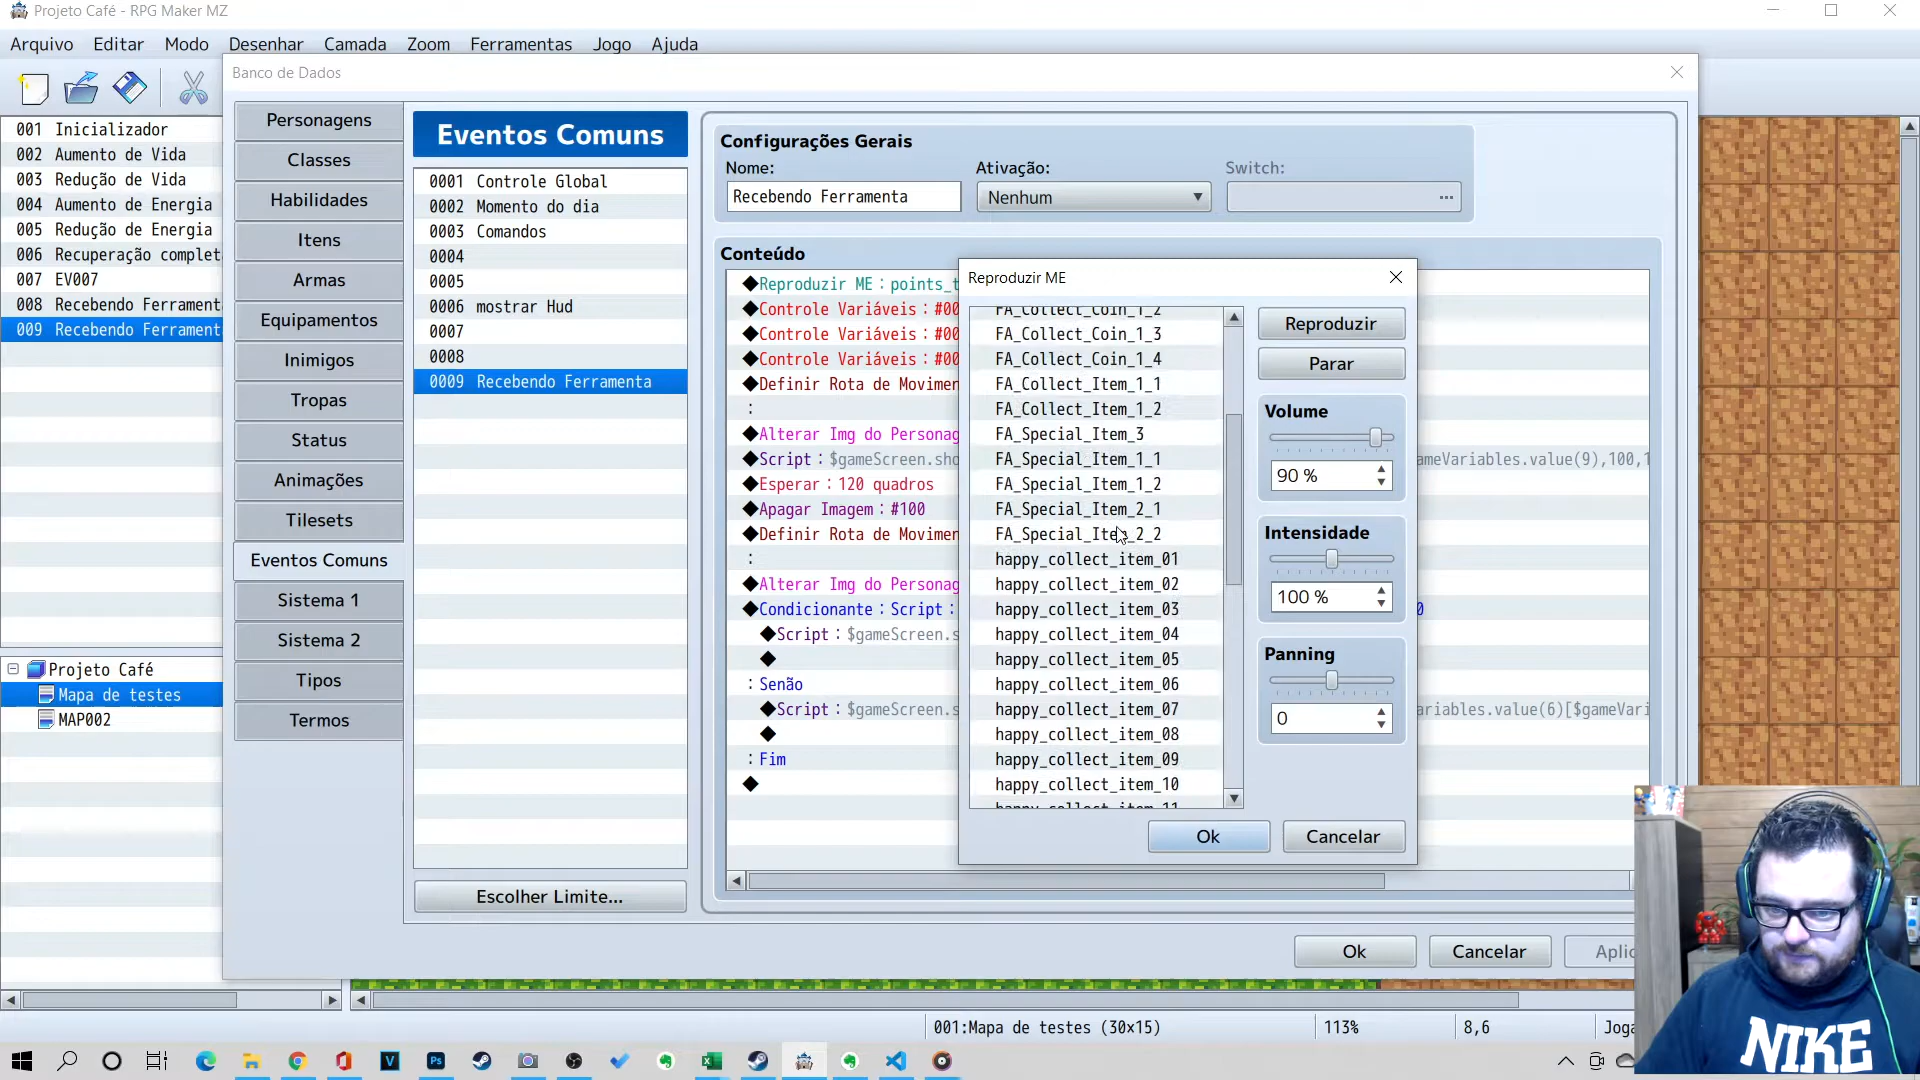 Projeto Café - RPG Maker MZ
Arquivo Editar Modo Desenhar Camada Zoom Ferramentas Jogo Ajuda
Banco de Dados
001 Inicializador
002 Aumento de Vida
003 Redução de Vida
004 Aumento de Energia
005 Redução de Energia
006 Recuperação complet
007 EV007
008 Recebendo Ferrament
009 Recebendo Ferrament
Projeto Café
Mapa de testes
MAP002
Personagens
Classes
Habilidades
Itens
Armas
Equipamentos
Inimigos
Tropas
Status
Animações
Tilesets
Eventos Comuns
Sistema 1
Sistema 2
Tipos
Termos
Eventos Comuns
0001 Controle Global
0002 Momento do dia
0003 Comandos
0004
0005
0006 mostrar Hud
0007
0008
0009 Recebendo Ferramenta
Escolher Limite...
Configurações Gerais
Nome: Ativação: Switch:
Recebendo Ferramenta Nenhum ...
Conteúdo
◆Reproduzir ME：points_t
◆Controle Variáveis：#00
◆Controle Variáveis：#00
◆Controle Variáveis：#00
◆Definir Rota de Movimen
：
◆Alterar Img do Personag
◆Script：$gameScreen.sho ameVariables.value(9),100,1
◆Esperar：120 quadros
◆Apagar Imagem：#100
◆Definir Rota de Movimen
：
◆Alterar Img do Personag
◆Condicionante：Script： 0
◆Script：$gameScreen.s
◆
：Senão
◆Script：$gameScreen.s riables.value(6)[$gameVari
◆
：Fim
◆
Reproduzir ME
FA_Collect_Coin_1_2
FA_Collect_Coin_1_3
FA_Collect_Coin_1_4
FA_Collect_Item_1_1
FA_Collect_Item_1_2
FA_Special_Item_3
FA_Special_Item_1_1
FA_Special_Item_1_2
FA_Special_Item_2_1
FA_Special_Item_2_2
happy_collect_item_01
happy_collect_item_02
happy_collect_item_03
happy_collect_item_04
happy_collect_item_05
happy_collect_item_06
happy_collect_item_07
happy_collect_item_08
happy_collect_item_09
happy_collect_item_10
happy_collect_item_11
Reproduzir
Parar
Volume
90 %
Intensidade
100 %
Panning
0
Ok Cancelar
Ok Cancelar Aplic
001:Mapa de testes (30x15) 113% 8,6 Joga
NIKE